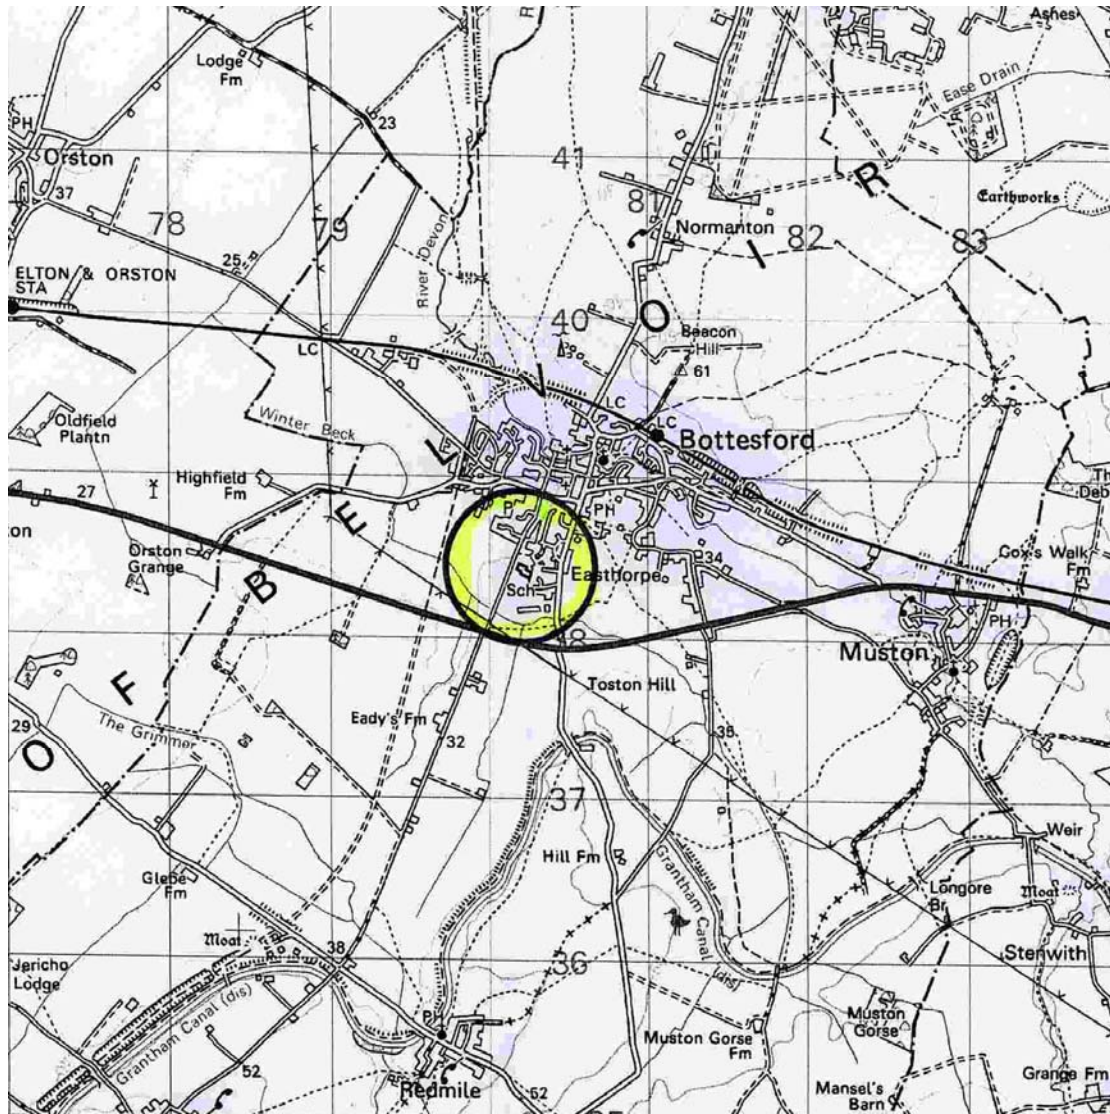 Ashes
Lodge
Fm
Ease Drain
23
PH
Orston
41
R
37
Earthworks
78
79
81
Normanton
82
83
I
25
River Devon
ELTON & ORSTON
STA
40
O
Beacon
Hill
LC
61
LC
LC
Oldfield
Plantn
Winter Beck
L
Bottesford
Highfield
Fm
27
E
P
PH
on
Orston
Grange
34
Cox's Walk
Fm
B
Sch
Easthorpe
PH
Muston
F
Toston Hill
29
The Grimmer
Eady's Fm
32
35
O
37
Hill Fm
Weir
Glebe
Fm
Grantham Canal (dis)
Longore
Br
Moat
Moat
38
36
Stenwith
Jericho
Lodge
Grantham Canal (dis)
PH
Muston
Gorse
Muston Gorse
Fm
52
Redmile
52
Mansel's
Barn
Grange Fm